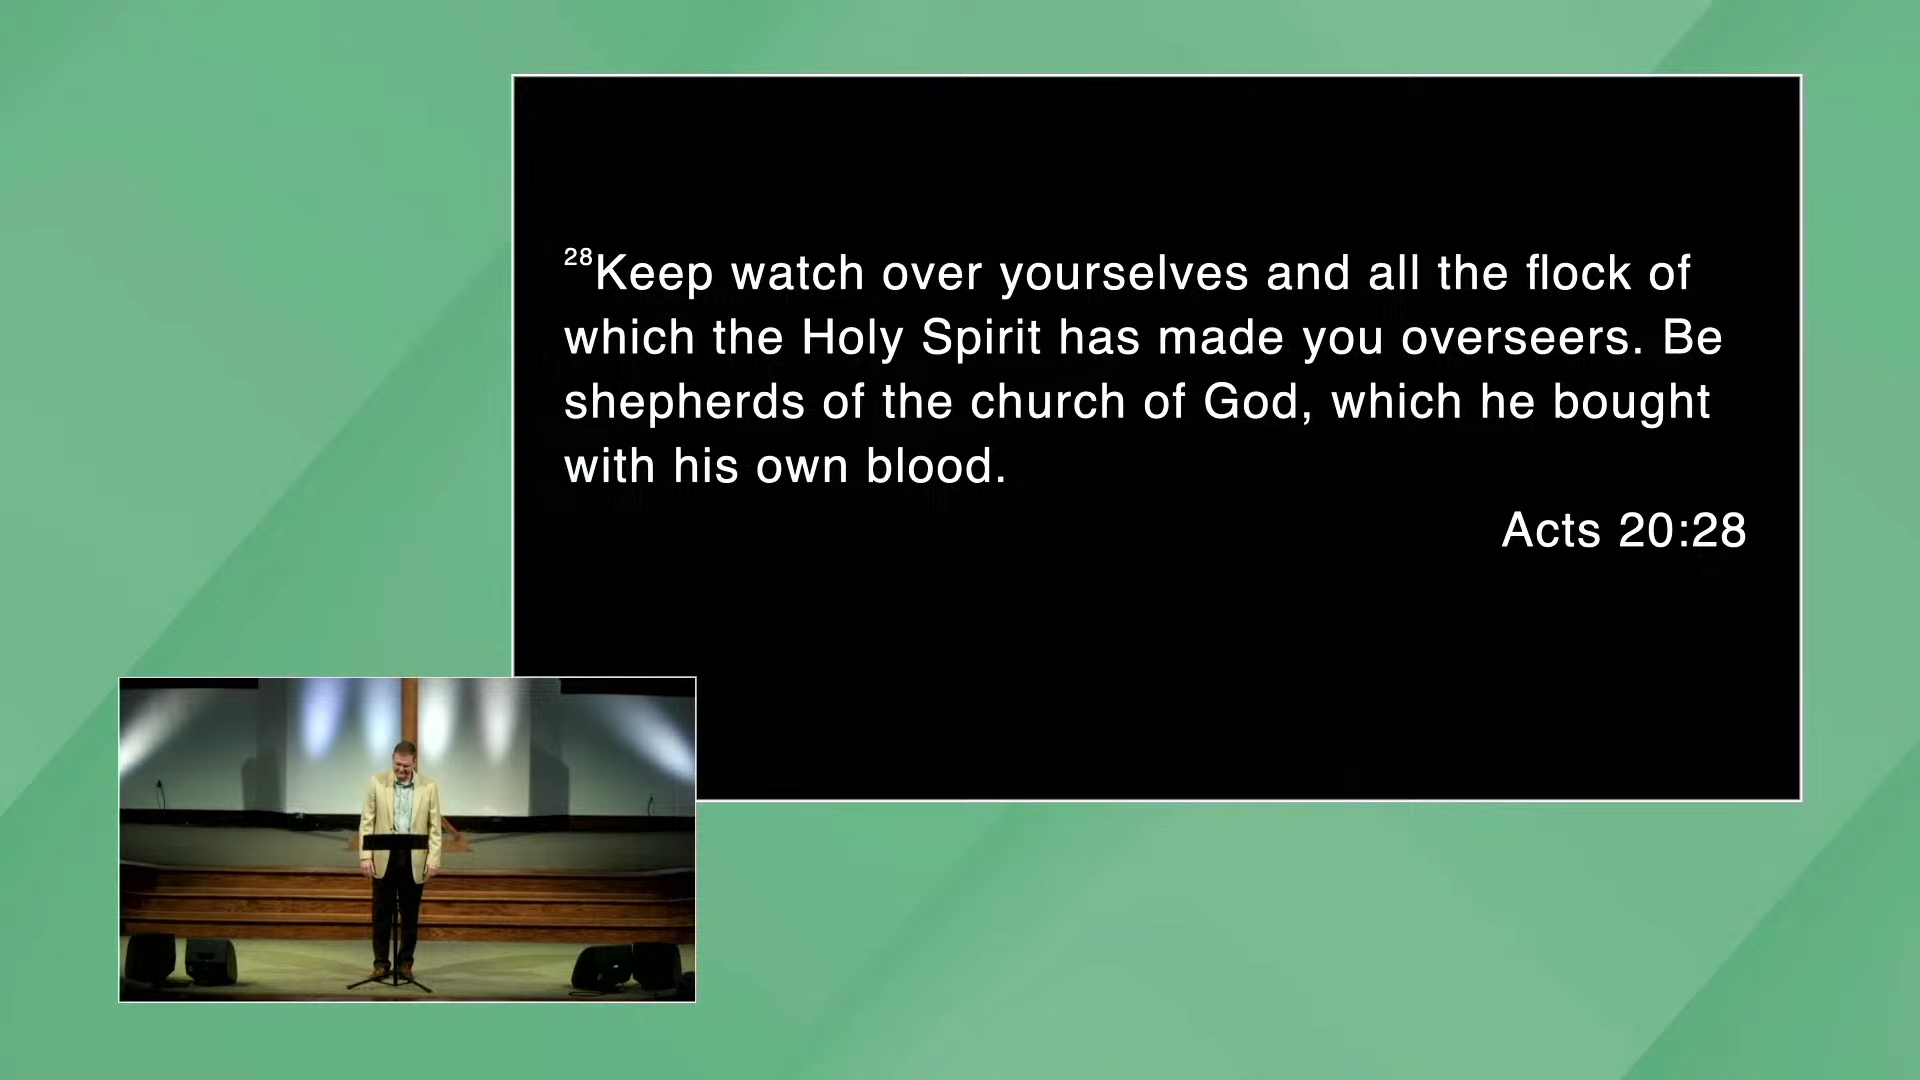 28Keep watch over yourselves and all the flock of
which the Holy Spirit has made you overseers. Be
shepherds of the church of God, which he bought
with his own blood.
Acts 20:28